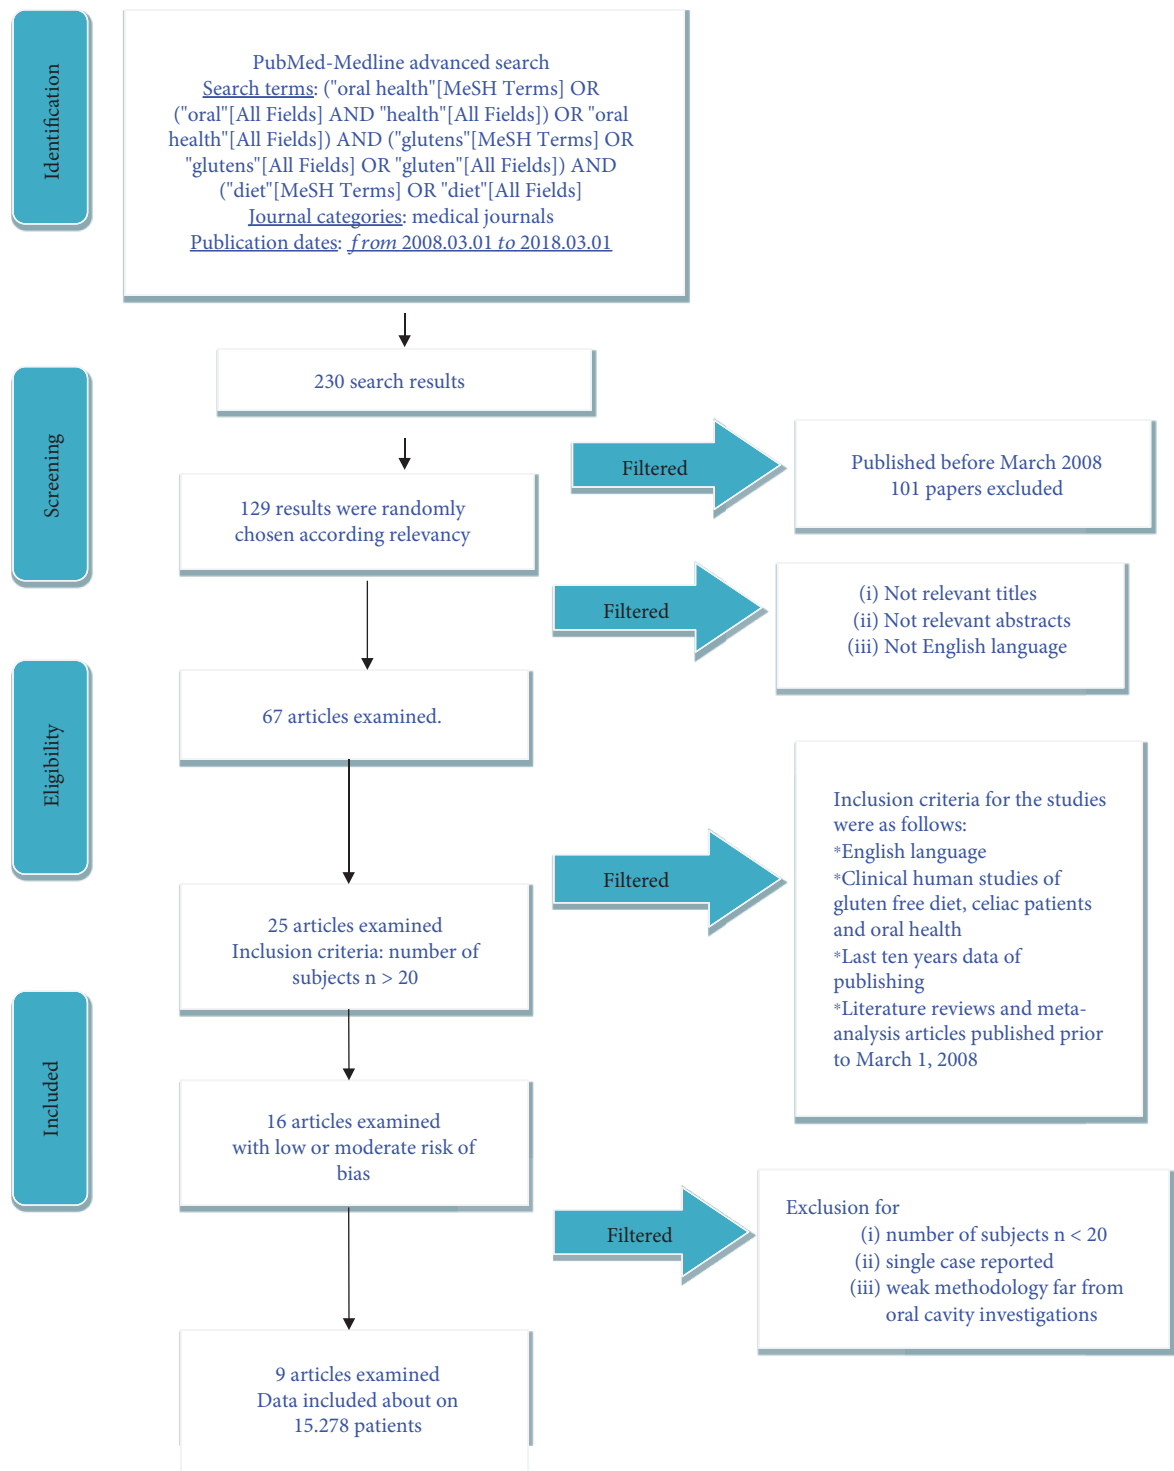 Identification
PubMed-Medline advanced search
Search terms: ("oral health"[MeSH Terms] OR
("oral"[All Fields] AND "health"[All Fields]) OR "oral
health"[All Fields]) AND ("glutens"[MeSH Terms] OR
"glutens"[All Fields] OR "gluten"[All Fields]) AND
("diet"[MeSH Terms] OR "diet"[All Fields]
Journal categories: medical journals
Publication dates: from 2008.03.01 to 2018.03.01
230 search results
Screening
Filtered
Published before March 2008
101 papers excluded
129 results were randomly
chosen according relevancy
Filtered
(i) Not relevant titles
(ii) Not relevant abstracts
(iii) Not English language
Eligibility
67 articles examined.
Filtered
Inclusion criteria for the studies
were as follows:
*English language
*Clinical human studies of
gluten free diet, celiac patients
and oral health
*Last ten years data of
publishing
*Literature reviews and meta-
analysis articles published prior
to March 1, 2008
25 articles examined
Inclusion criteria: number of
subjects n > 20
Included
16 articles examined
with low or moderate risk of
bias
Filtered
Exclusion for
(i) number of subjects n < 20
(ii) single case reported
(iii) weak methodology far from
oral cavity investigations
9 articles examined
Data included about on
15.278 patients